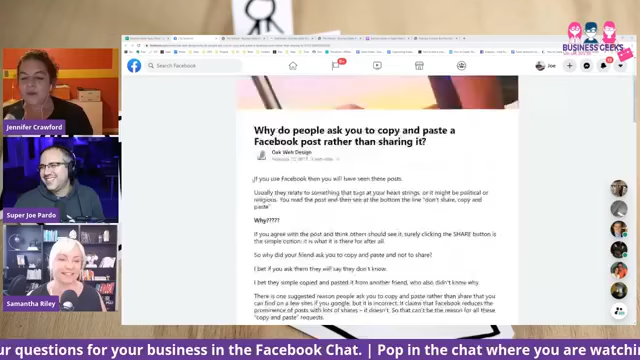 BUSINESS GEEKS
Search Facebook
Joe
Jennifer Crawford
Super Joe Pardo
Samantha Riley
Why do people ask you to copy and paste a
Facebook post rather than sharing it?
Oak Web Design
If you use Facebook then you will have seen these posts.
Usually they relate to something that tugs at your heart strings, or it might be political or
religious. You read the post and then see at the bottom the line "don't share, copy and
paste"
Why?????
If you agree with the post and think others should see it, surely clicking the SHARE button is
the simple option, it is what it is there for after all.
So why did your friend ask you to copy and paste and not to share?
I bet if you ask them they will say they don't know.
I bet they simple copied and pasted it from another friend, who also didn't know why.
There is one suggested reason people ask you to copy and paste rather than share that you
can find on a few sites if you google, but it is incorrect. It claims that Facebook reduces the
prominence of posts with lots of shares – it doesn't. So that can't be the reason for all these
"copy and paste" requests.
ur questions for your business in the Facebook Chat. | Pop in the chat where you are watchi